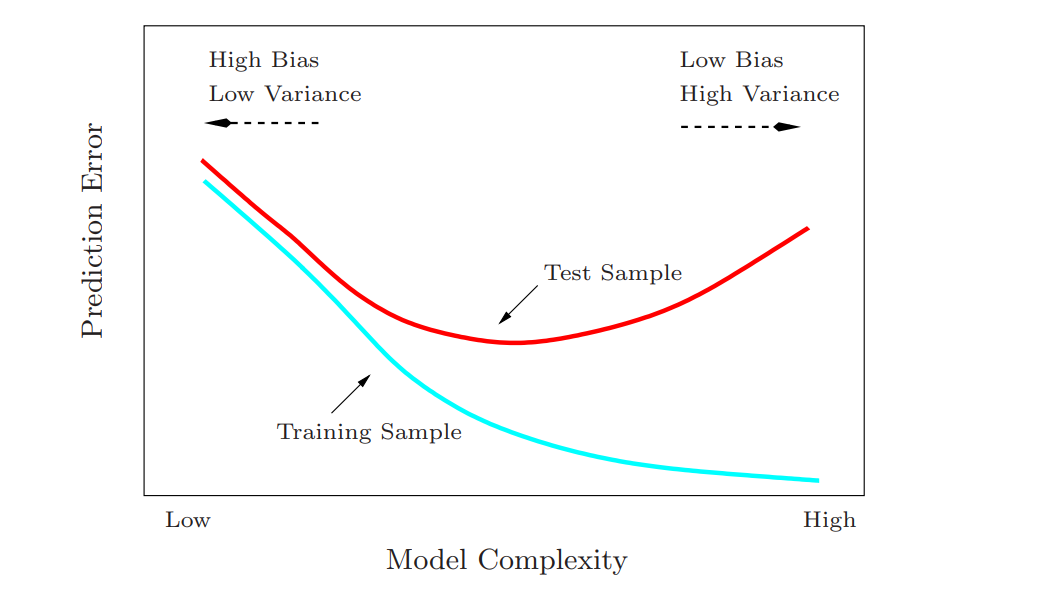 High Bias
Low Variance
Low Bias
High Variance
Prediction Error
Test Sample
Training Sample
Low
High
Model Complexity